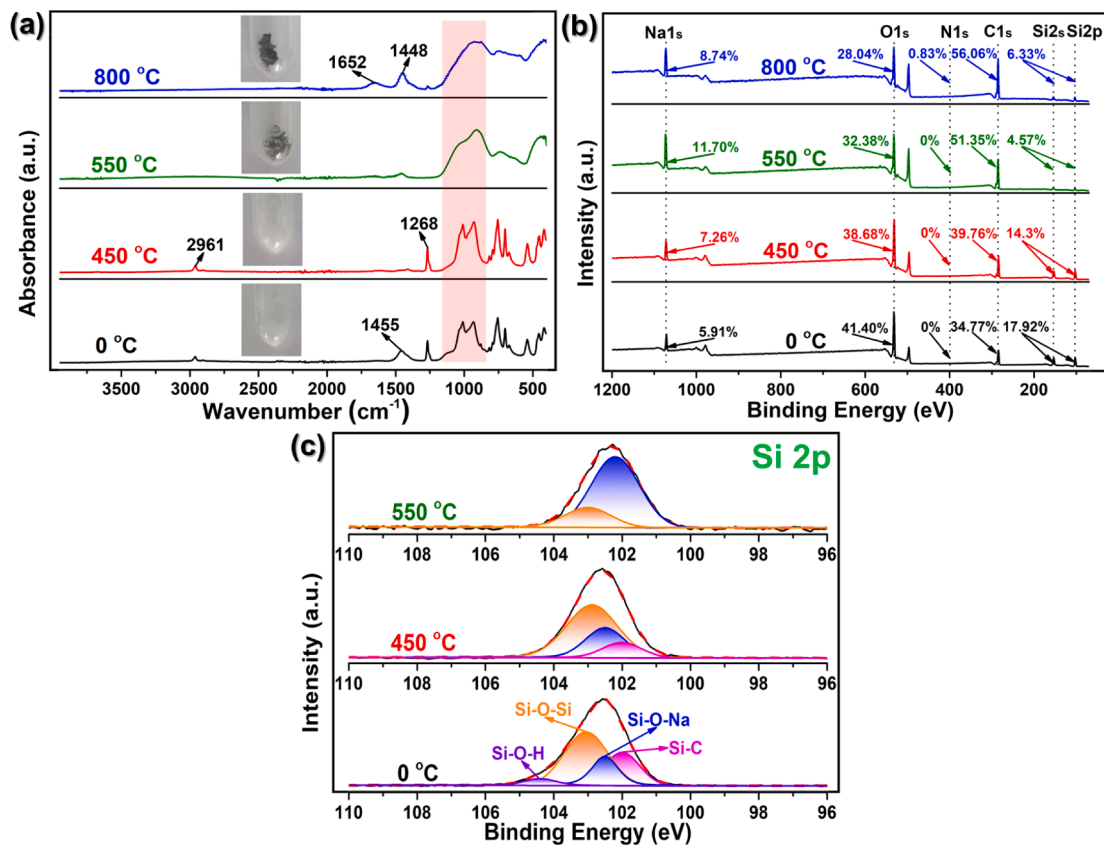 (a)
800 °C
1652
1448
550 °C
450 °C
2961
1268
0 °C
1455
Absorbance (a.u.)
3500 3000 2500 2000 1500 1000 500
Wavenumber (cm-1)
(b)
Na1s O1s N1s C1s Si2s Si2p
8.74% 28.04% 0.83% 56.06% 6.33%
800 °C
11.70% 32.38% 0% 51.35% 4.57%
550 °C
7.26% 38.68% 0% 39.76% 14.3%
450 °C
5.91% 41.40% 0% 34.77% 17.92%
0 °C
Intensity (a.u.)
1200 1000 800 600 400 200
Binding Energy (eV)
(c)
Si 2p
550 °C
110 108 106 104 102 100 98 96
450 °C
110 108 106 104 102 100 98 96
Si-O-Si
Si-O-Na
Si-O-H
Si-C
0 °C
110 108 106 104 102 100 98 96
Intensity (a.u.)
Binding Energy (eV)